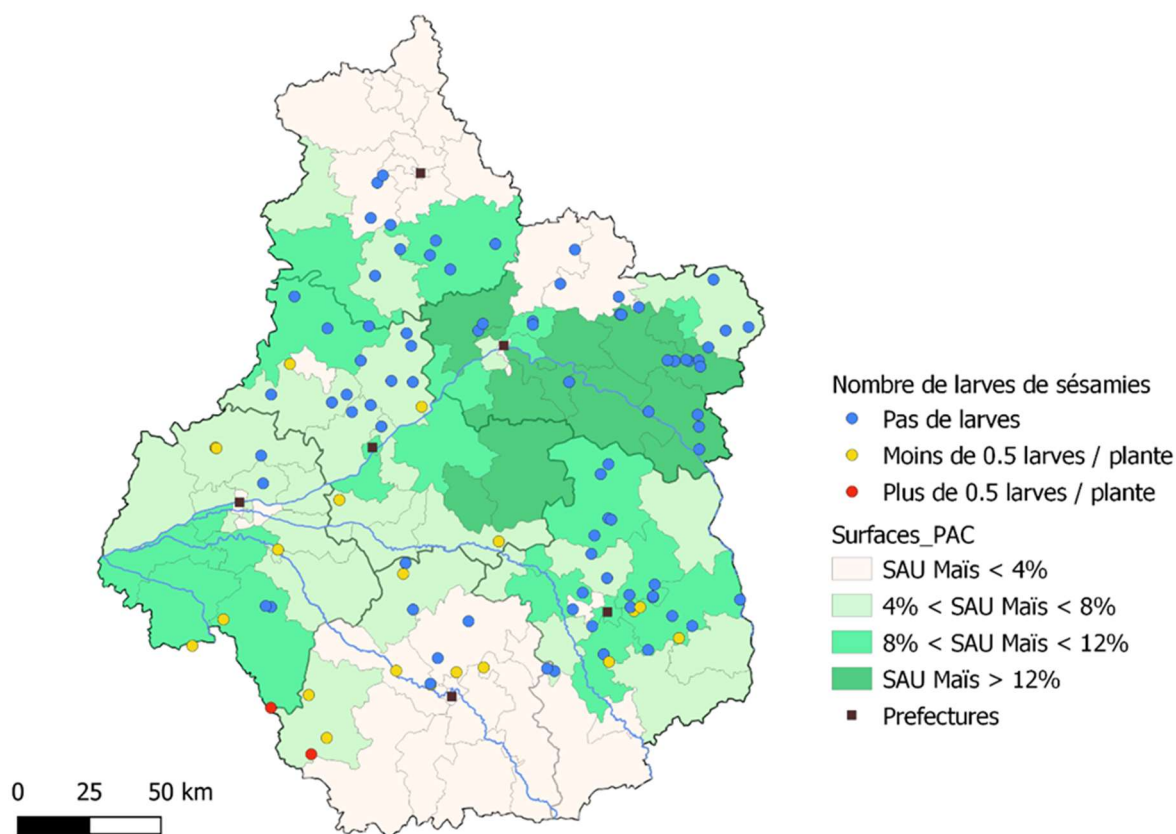 Nombre de larves de sésamies
Pas de larves
Moins de 0.5 larves / plante
Plus de 0.5 larves / plante
Surfaces_PAC
SAU Maïs < 4%
4% < SAU Maïs < 8%
8% < SAU Maïs < 12%
SAU Maïs > 12%
Prefectures
0 25 50 km